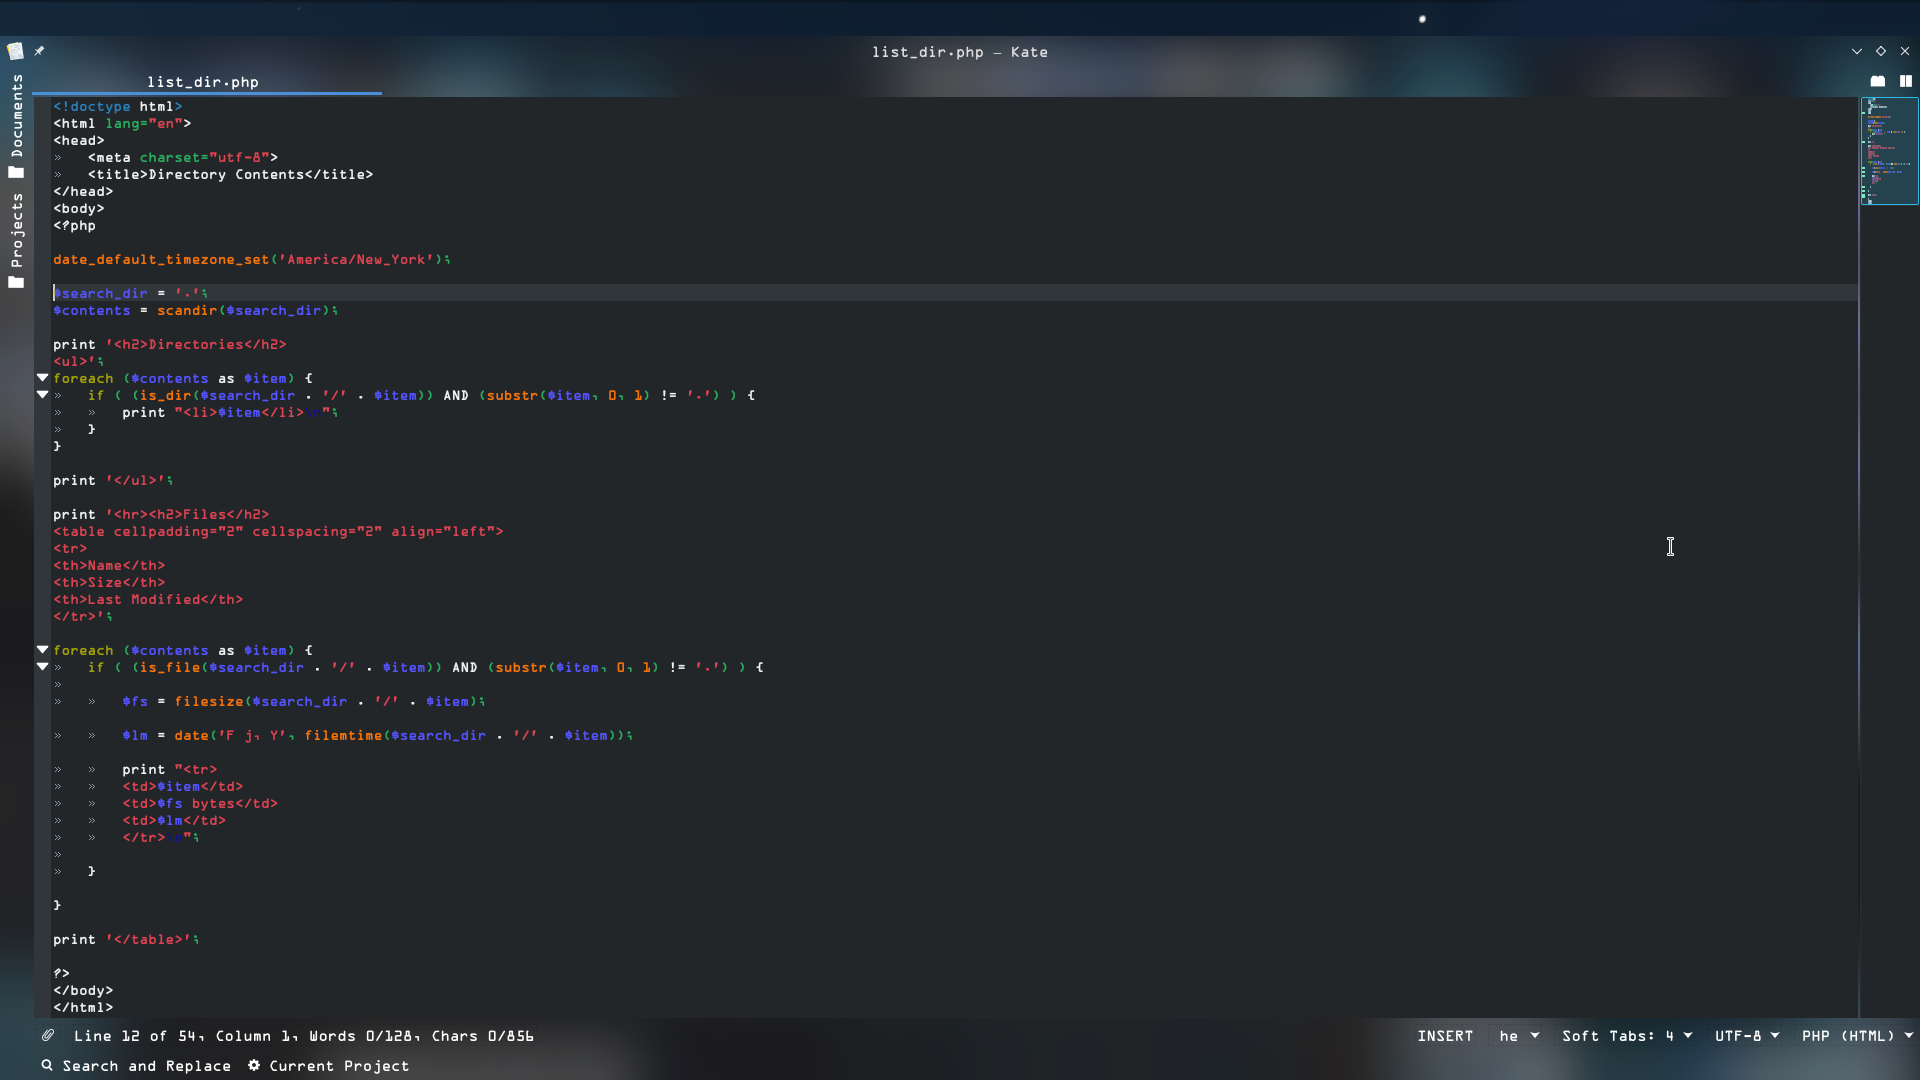 list_dir.php — Kate
list_dir.php
Documents
Projects
<!doctype html>
<html lang="en">
<head>
»   <meta charset="utf-8">
»   <title>Directory Contents</title>
</head>
<body>
<?php

date_default_timezone_set('America/New_York');

$search_dir = '.';
$contents = scandir($search_dir);

print '<h2>Directories</h2>
<ul>';
foreach ($contents as $item) {
»   if ( (is_dir($search_dir . '/' . $item)) AND (substr($item, 0, 1) != '.') ) {
»   »   print "<li>$item</li>\n";
»   }
}

print '</ul>';

print '<hr><h2>Files</h2>
<table cellpadding="2" cellspacing="2" align="left">
<tr>
<th>Name</th>
<th>Size</th>
<th>Last Modified</th>
</tr>';

foreach ($contents as $item) {
»   if ( (is_file($search_dir . '/' . $item)) AND (substr($item, 0, 1) != '.') ) {
»
»   »   $fs = filesize($search_dir . '/' . $item);

»   »   $lm = date('F j, Y', filemtime($search_dir . '/' . $item));

»   »   print "<tr>
»   »   <td>$item</td>
»   »   <td>$fs bytes</td>
»   »   <td>$lm</td>
»   »   </tr>\n";
»
»   }

}

print '</table>';

?>
</body>
</html>
Line 12 of 54, Column 1, Words 0/128, Chars 0/856 INSERT he Soft Tabs: 4 UTF-8 PHP (HTML)
Search and Replace Current Project